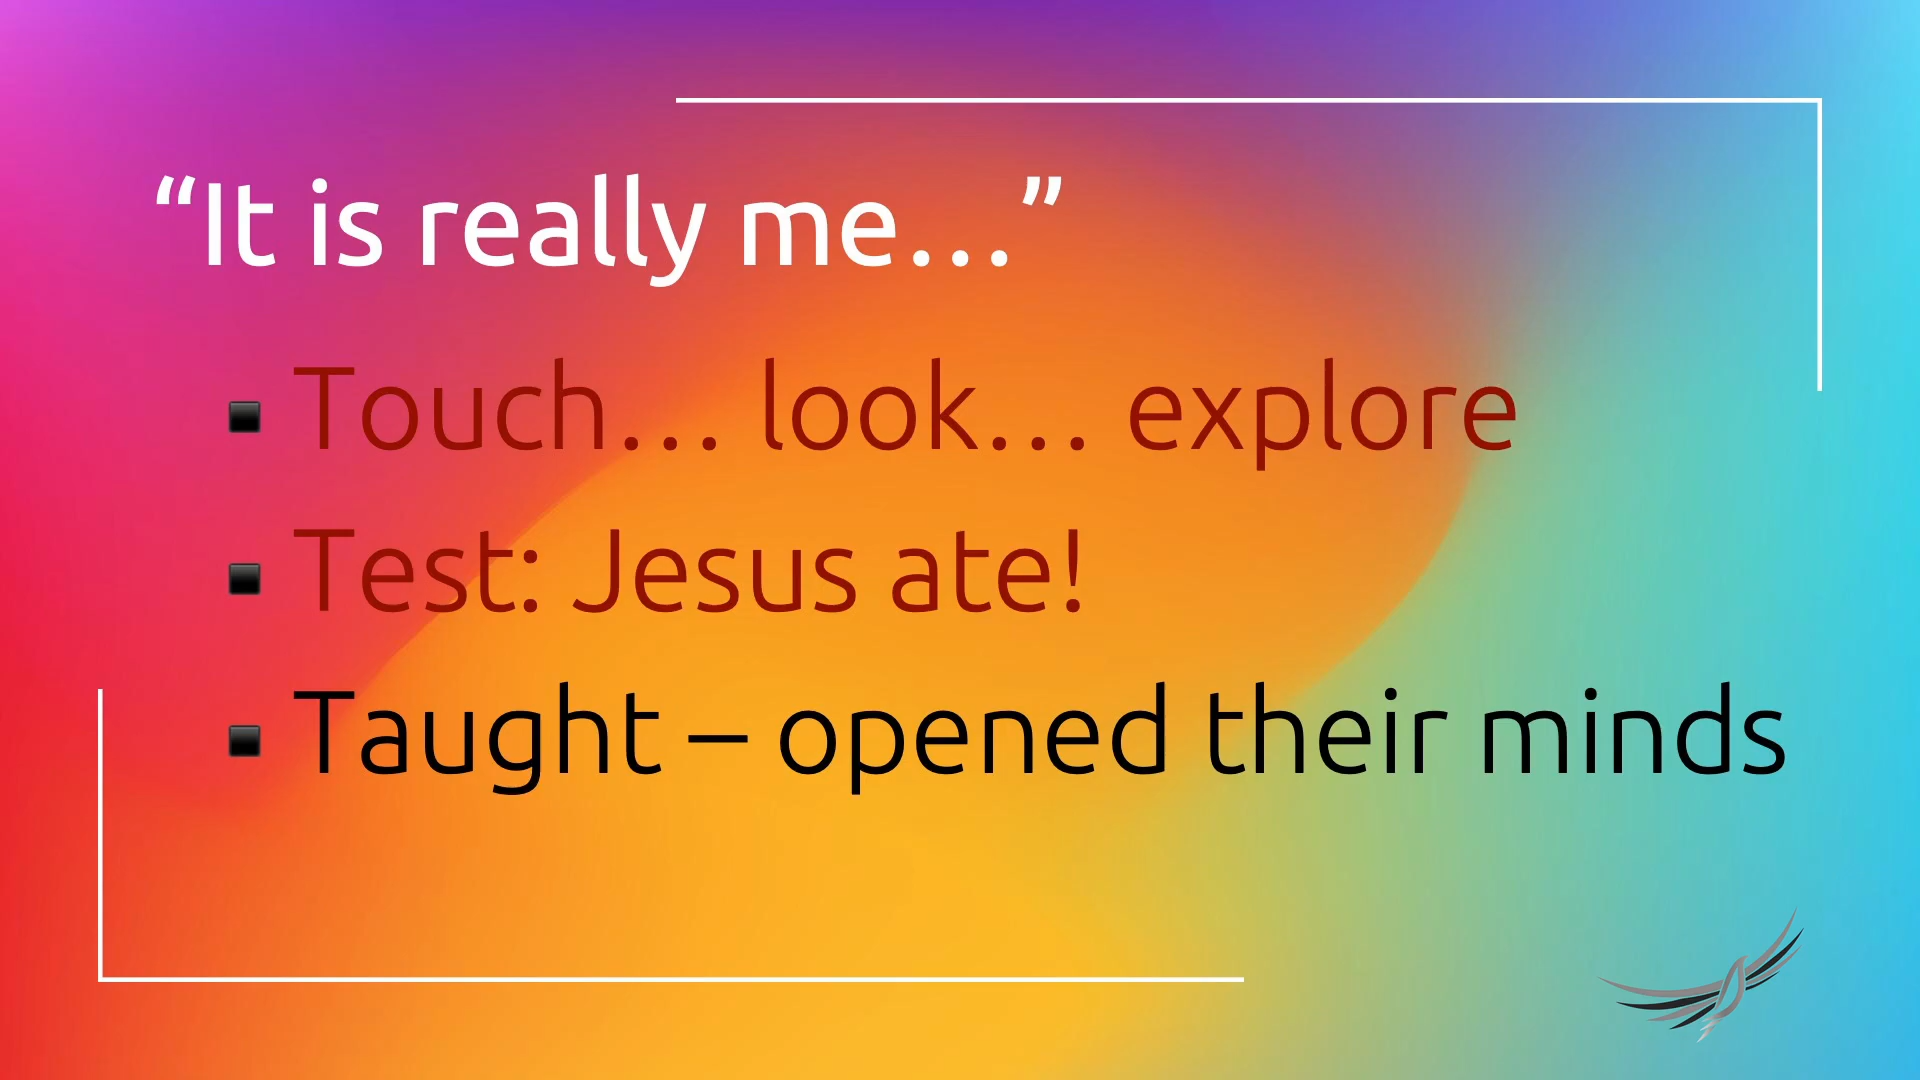 “It is really me…”
▪ Touch… look… explore
▪ Test: Jesus ate!
▪ Taught – opened their minds